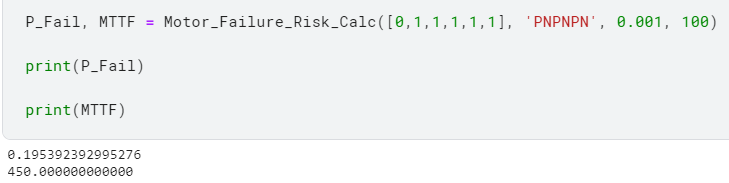 P_Fail, MTTF = Motor_Failure_Risk_Calc([0,1,1,1,1,1], 'PNPNPN', 0.001, 100)
print(P_Fail)
print(MTTF)
0.195392392995276
450.000000000000